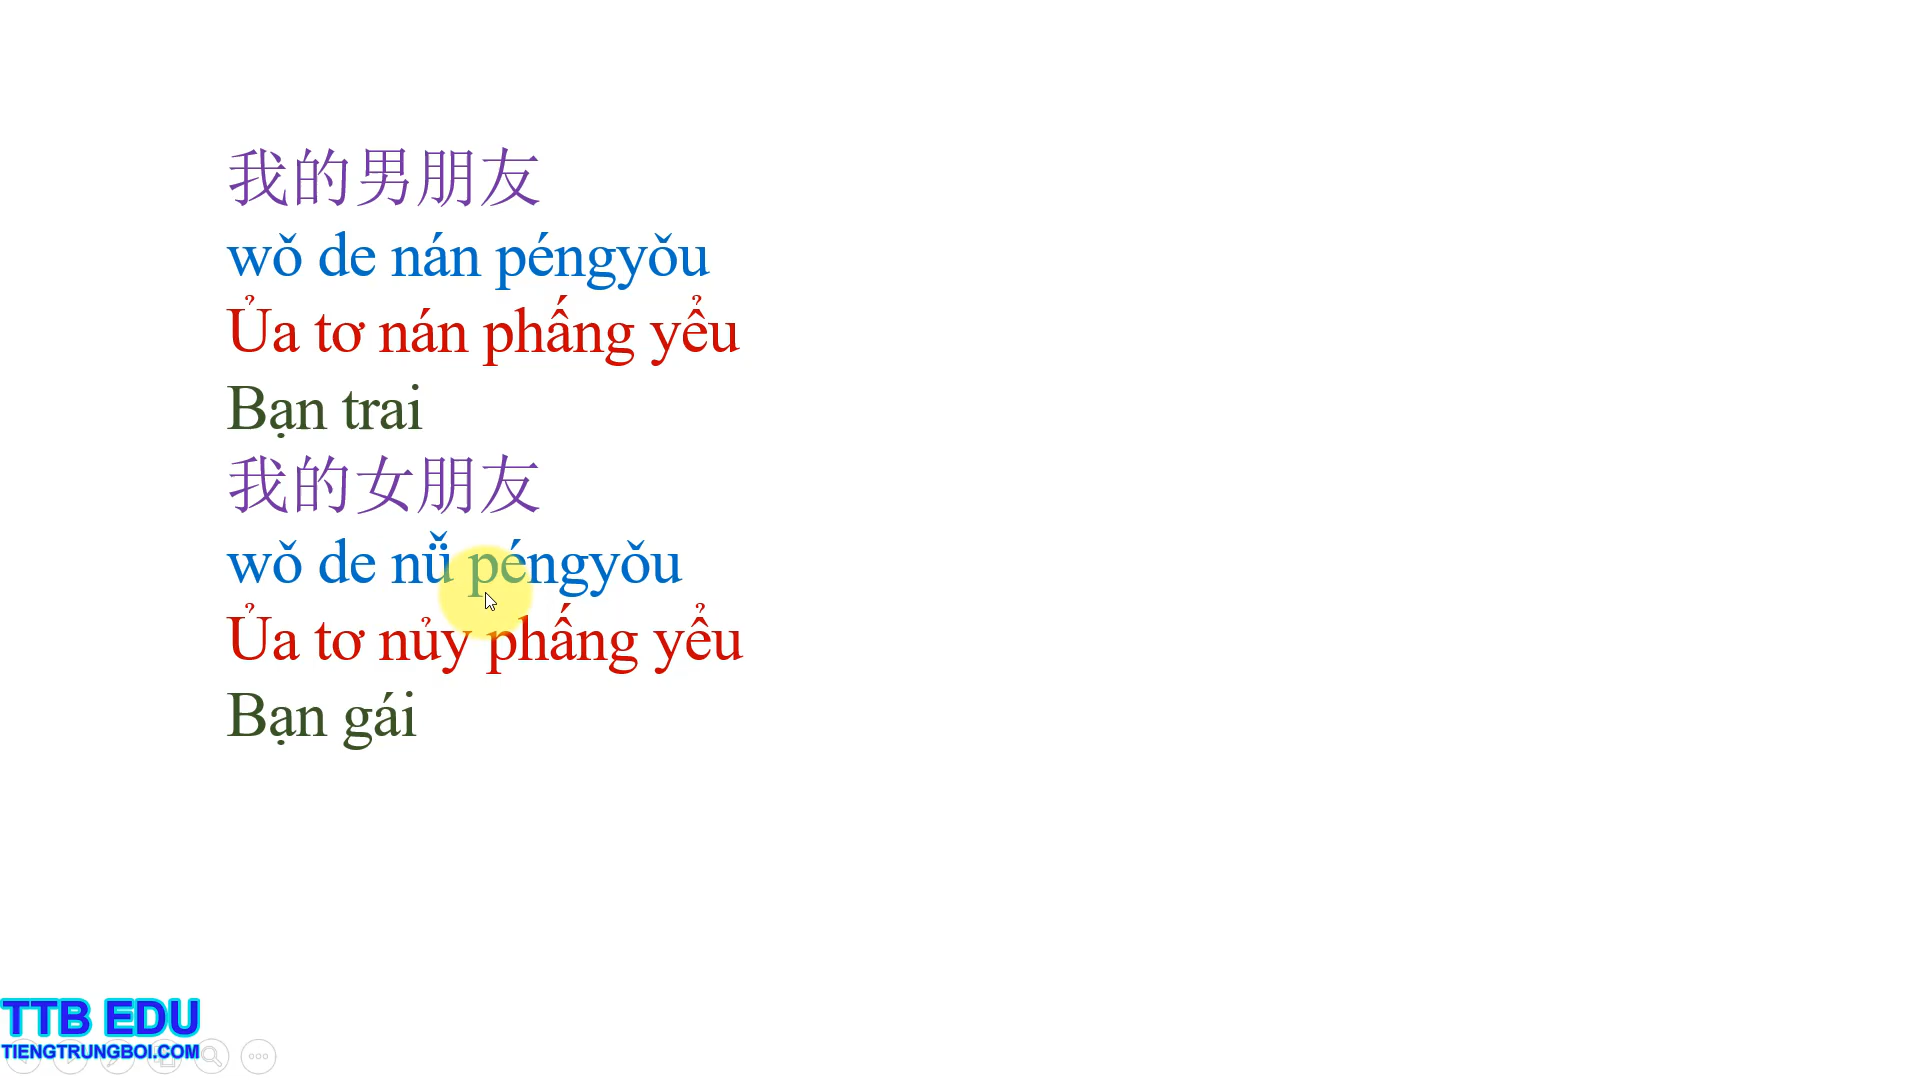 我的男朋友
wǒ de nán péngyǒu
Ủa tơ nán phấng yểu
Bạn trai
我的女朋友
wǒ de nǚ péngyǒu
Ủa tơ nủy phấng yểu
Bạn gái
TTB EDU
TIENGTRUNGBOI.COM